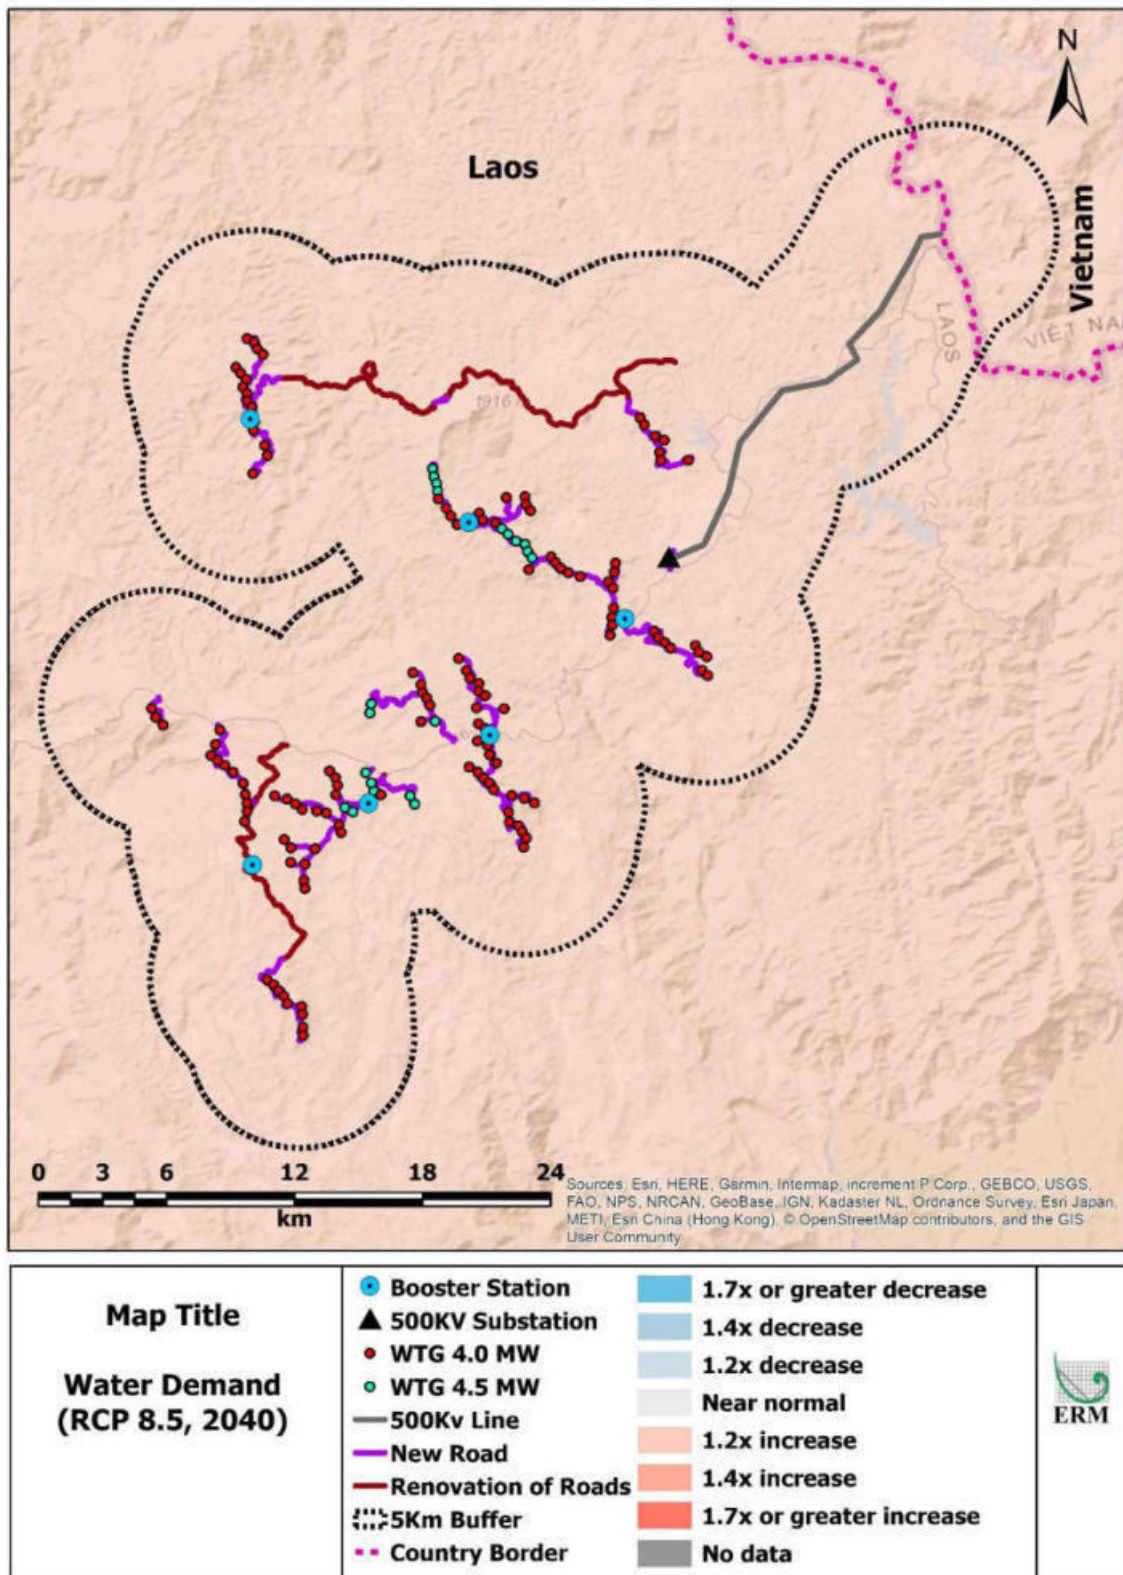 N
Laos
Vietnam
LAOS
VIỆT NA
1916
0 3 6 12 18 24
km
Sources: Esri, HERE, Garmin, Intermap, increment P Corp., GEBCO, USGS,
FAO, NPS, NRCAN, GeoBase, IGN, Kadaster NL, Ordnance Survey, Esri Japan,
METI, Esri China (Hong Kong), © OpenStreetMap contributors, and the GIS
User Community
Map Title
Water Demand
(RCP 8.5, 2040)
Booster Station
500KV Substation
WTG 4.0 MW
WTG 4.5 MW
500Kv Line
New Road
Renovation of Roads
5Km Buffer
Country Border
1.7x or greater decrease
1.4x decrease
1.2x decrease
Near normal
1.2x increase
1.4x increase
1.7x or greater increase
No data
ERM